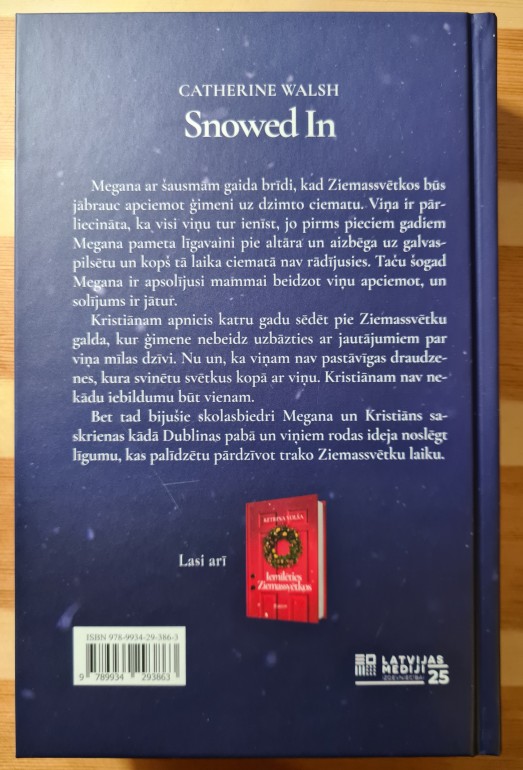 CATHERINE WALSH
Snowed In
Megana ar šausmām gaida brīdi, kad Ziemassvētkos būs
jābrauc apciemot ģimeni uz dzimto ciematu. Viņa ir pār-
liecināta, ka visi viņu tur ienīst, jo pirms pieciem gadiem
Megana pameta līgavaini pie altāra un aizbēga uz galvas-
pilsētu un kopš tā laika ciematā nav rādījusies. Taču šogad
Megana ir apsolījusi mammai beidzot viņu apciemot, un
solījums ir jātur.
Kristiānam apnicis katru gadu sēdēt pie Ziemassvētku
galda, kur ģimene nebeidz uzbāzties ar jautājumiem par
viņa mīlas dzīvi. Nu un, ka viņam nav pastāvīgas draudze-
nes, kura svinētu svētkus kopā ar viņu. Kristiānam nav ne-
kādu iebildumu būt vienam.
Bet tad bijušie skolasbiedri Megana un Kristiāns sa-
skrienas kādā Dublinas pabā un viņiem rodas ideja noslēgt
līgumu, kas palīdzētu pārdzīvot trako Ziemassvētku laiku.
Lasi arī
KETRINA VOLŠA
Iemīlēties
Ziemassvētkos
ISBN 978-9934-29-386-3
9 789934 293863
LATVIJAS
MEDIJI
IZDEVNIECĪBAI
25